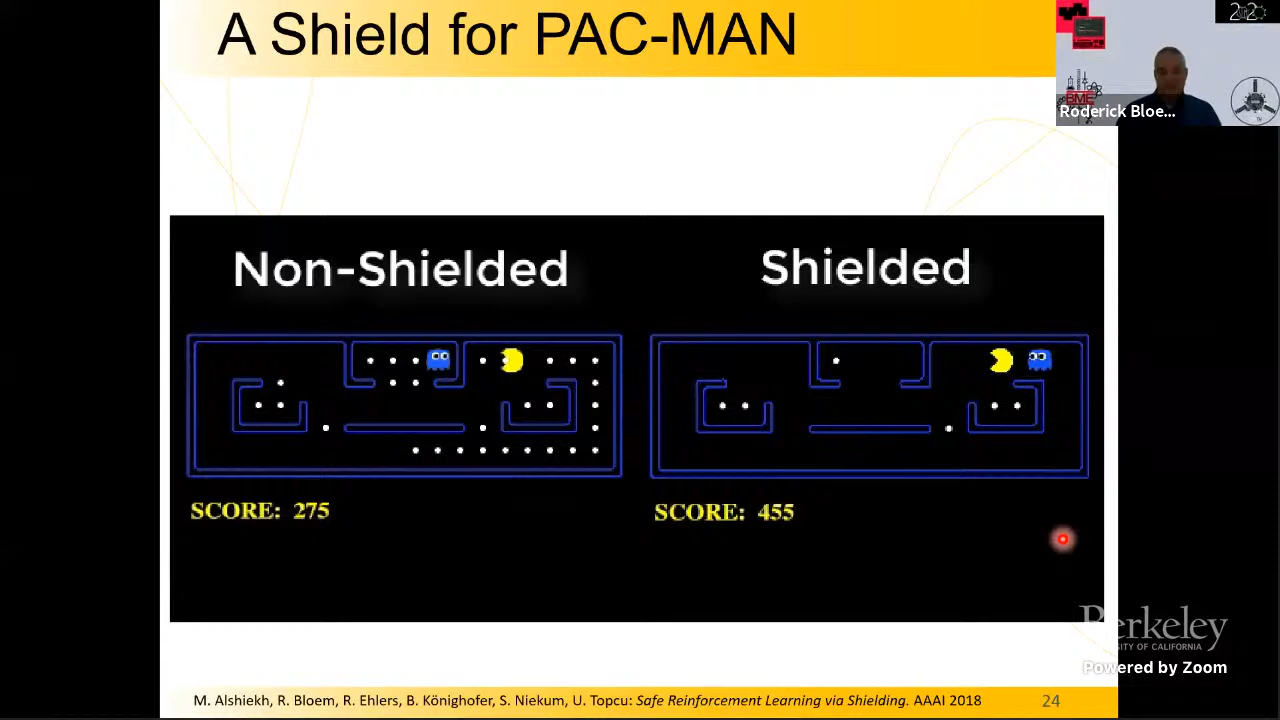 A Shield for PAC-MAN
Roderick Bloe...
BME
Non-Shielded
Shielded
SCORE: 275
SCORE: 455
Berkeley
Powered by Zoom
M. Alshiekh, R. Bloem, R. Ehlers, B. Könighofer, S. Niekum, U. Topcu: Safe Reinforcement Learning via Shielding. AAAI 2018
24